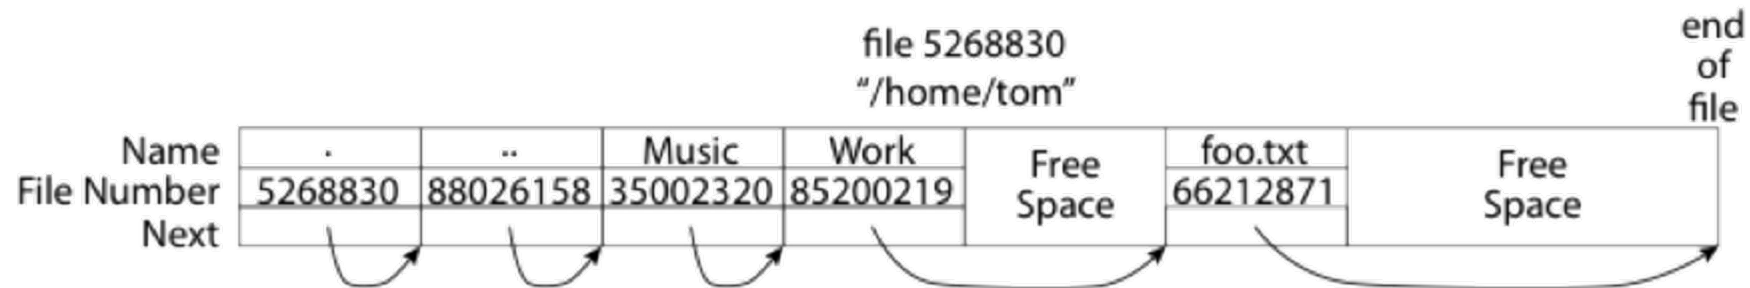 file 5268830
“/home/tom”
end
of
file
Name . .. Music Work Free Space foo.txt Free Space
File Number 5268830 88026158 35002320 85200219 66212871
Next